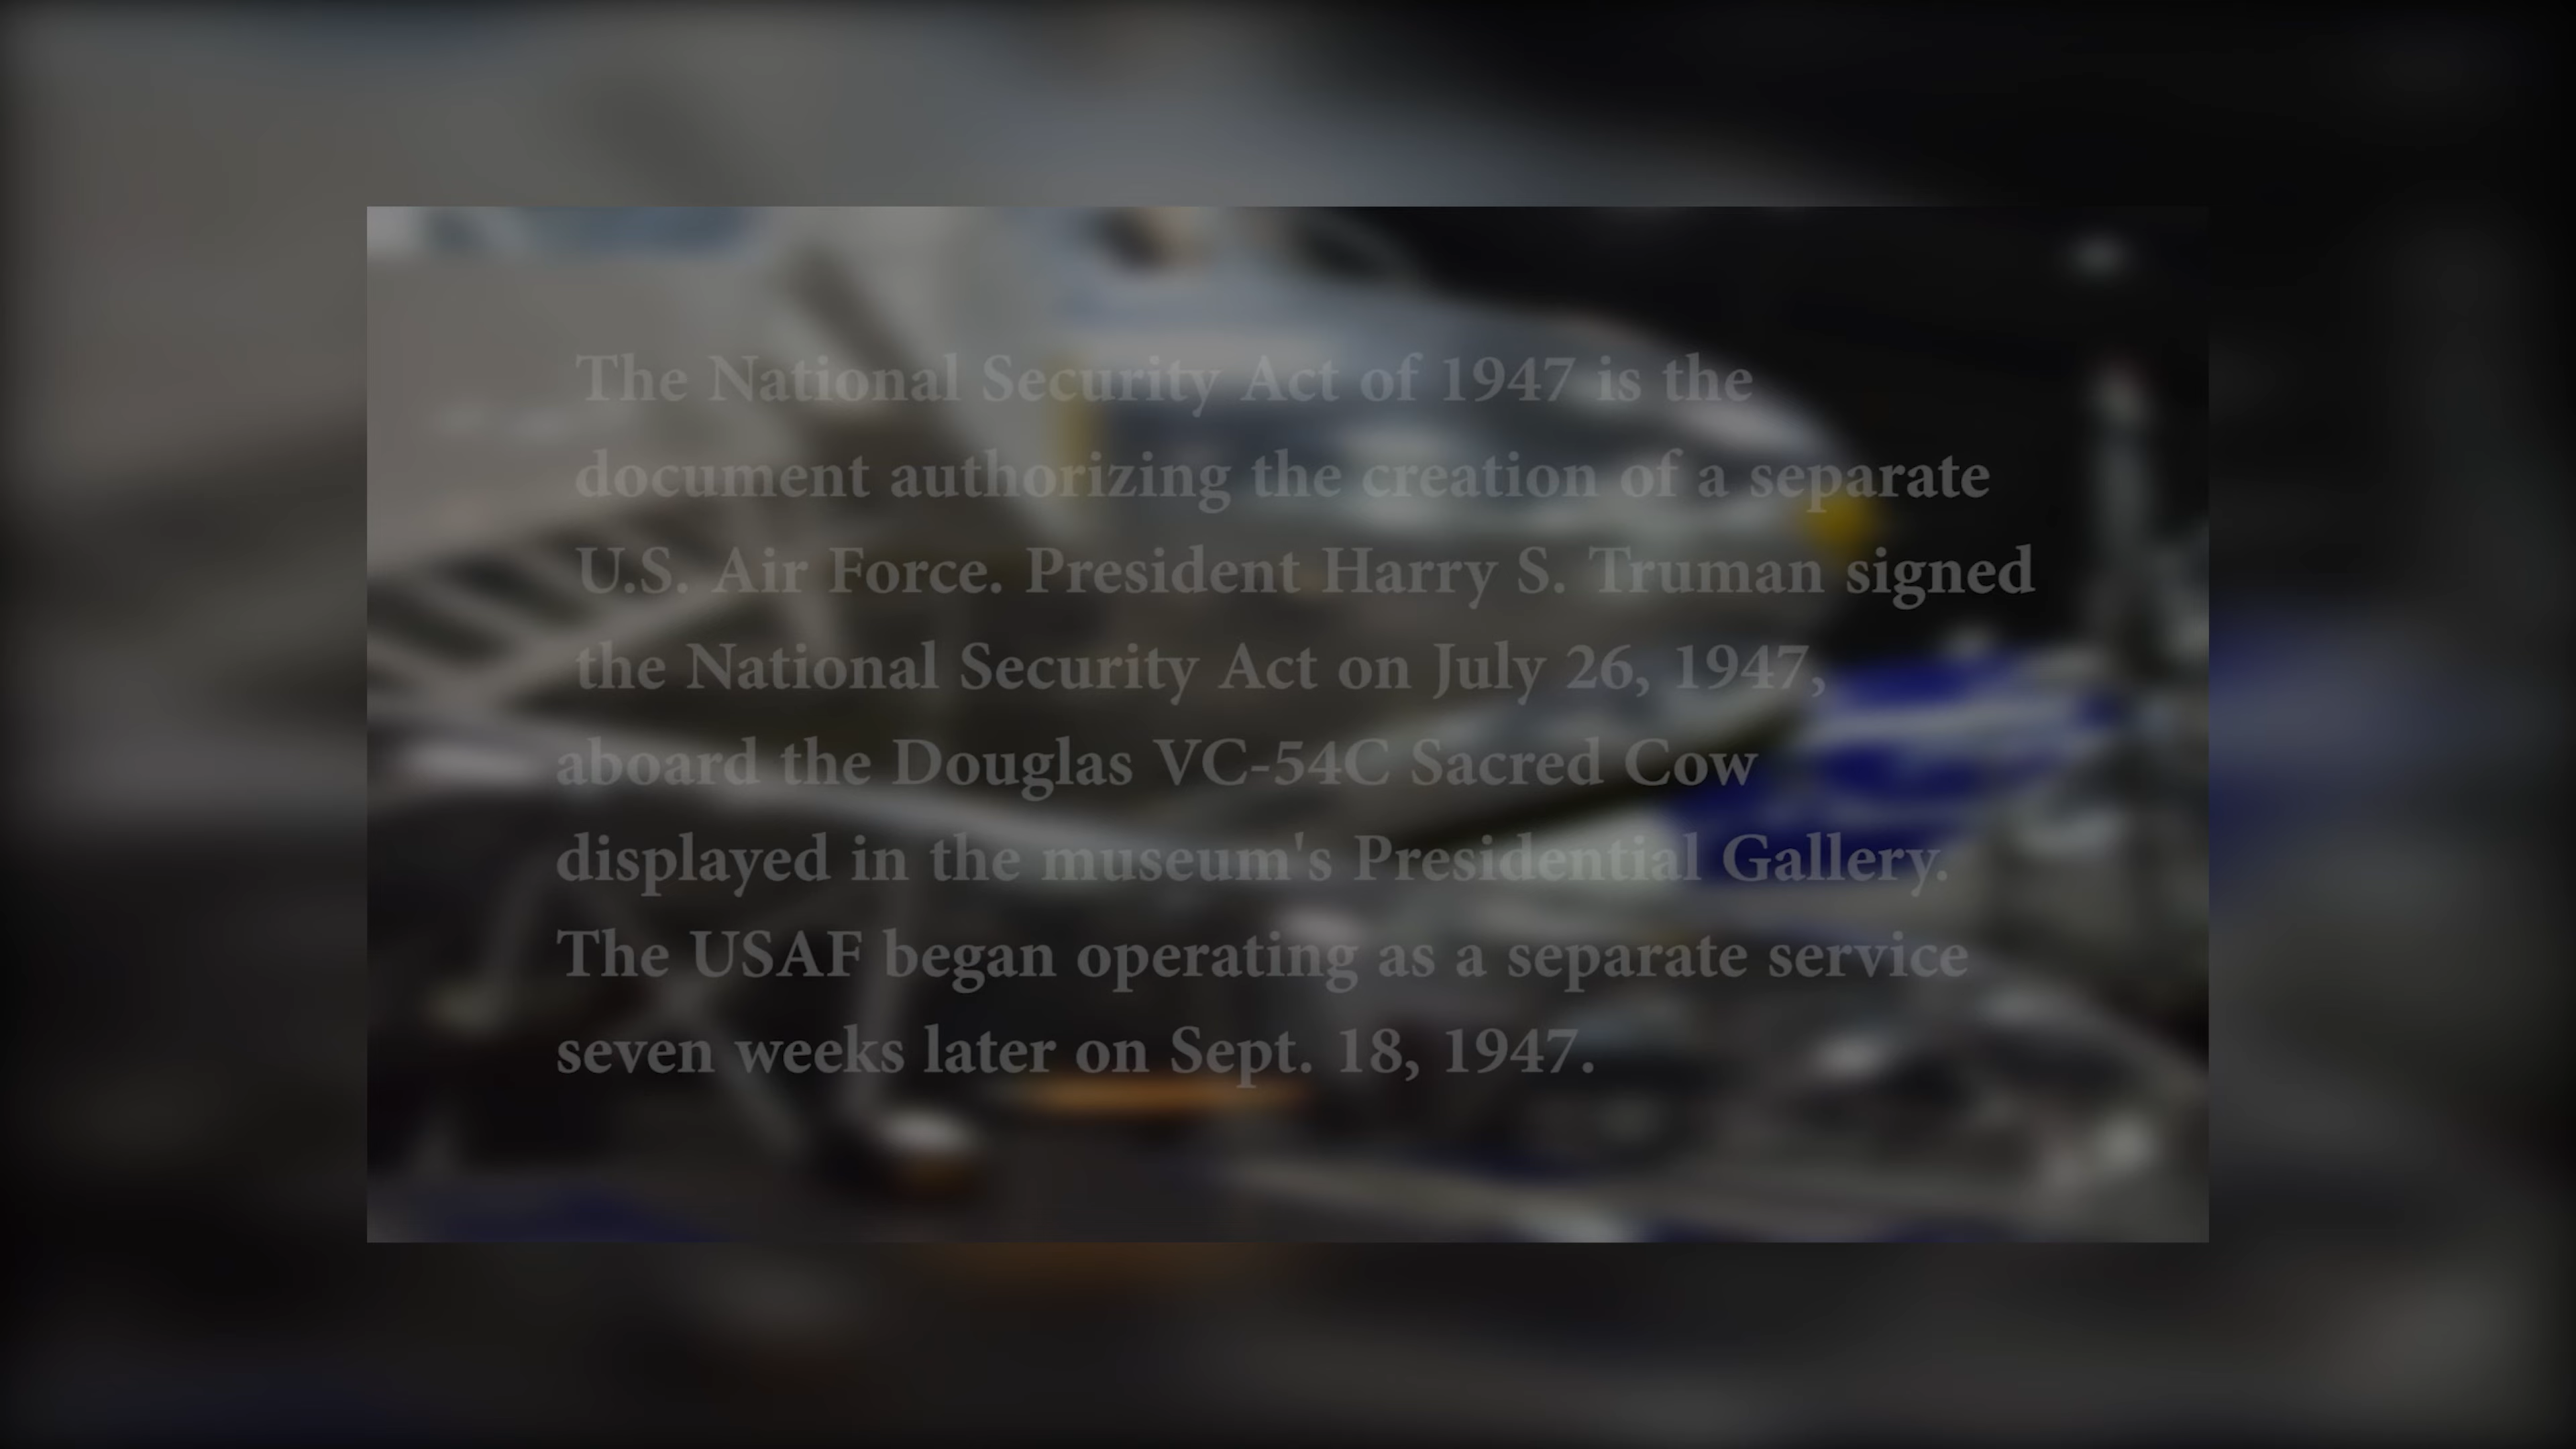 The National Security Act of 1947 is the
document authorizing the creation of a separate
U.S. Air Force. President Harry S. Truman signed
the National Security Act on July 26, 1947,
aboard the Douglas VC-54C Sacred Cow
displayed in the museum's Presidential Gallery.
The USAF began operating as a separate service
seven weeks later on Sept. 18, 1947.